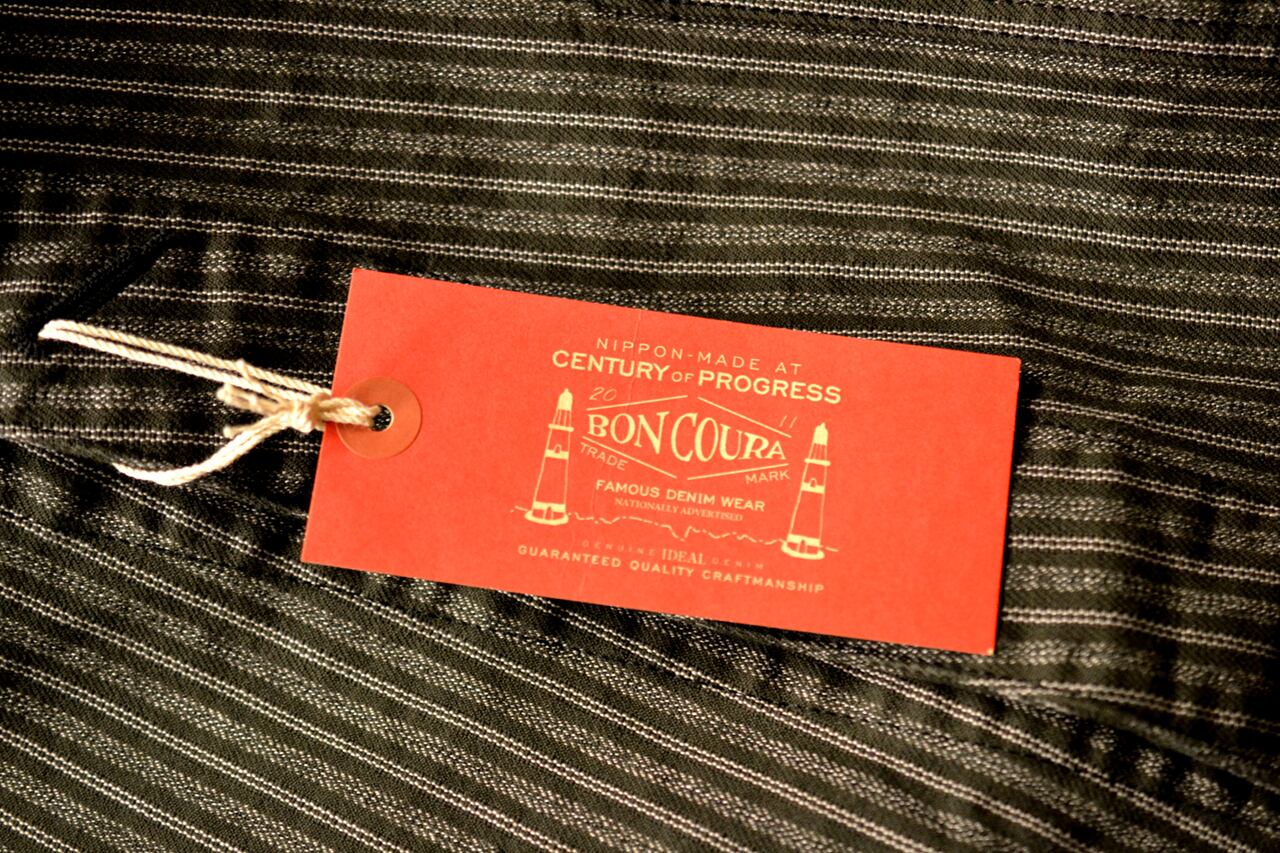 NIPPON-MADE AT
CENTURY OF PROGRESS
20 11
BON COURA
TRADE MARK
FAMOUS DENIM WEAR
NATIONALLY ADVERTISED
GENUINE IDEAL DENIM
GUARANTEED QUALITY CRAFTMANSHIP